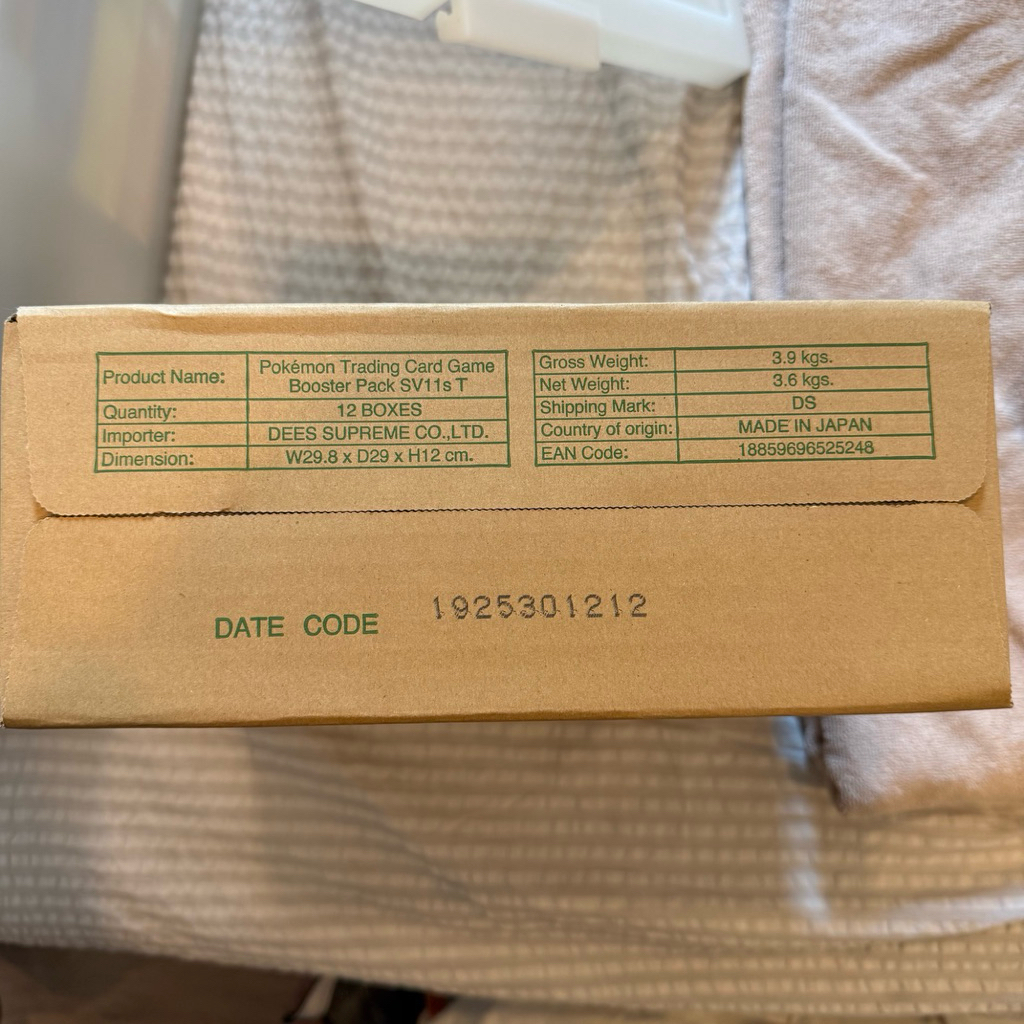 Product Name: Pokémon Trading Card Game
Booster Pack SV11s T
Quantity: 12 BOXES
Importer: DEES SUPREME CO.,LTD.
Dimension: W29.8 x D29 x H12 cm.
Gross Weight: 3.9 kgs.
Net Weight: 3.6 kgs.
Shipping Mark: DS
Country of origin: MADE IN JAPAN
EAN Code: 18859696525248
DATE CODE 1925301212